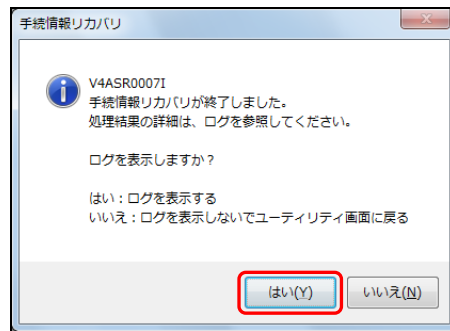 手続情報リカバリ
V4ASR0007I
手続情報リカバリが終了しました。
処理結果の詳細は、ログを参照してください。
ログを表示しますか?
はい:ログを表示する
いいえ:ログを表示しないでユーティリティ画面に戻る
はい(Y) いいえ(N)